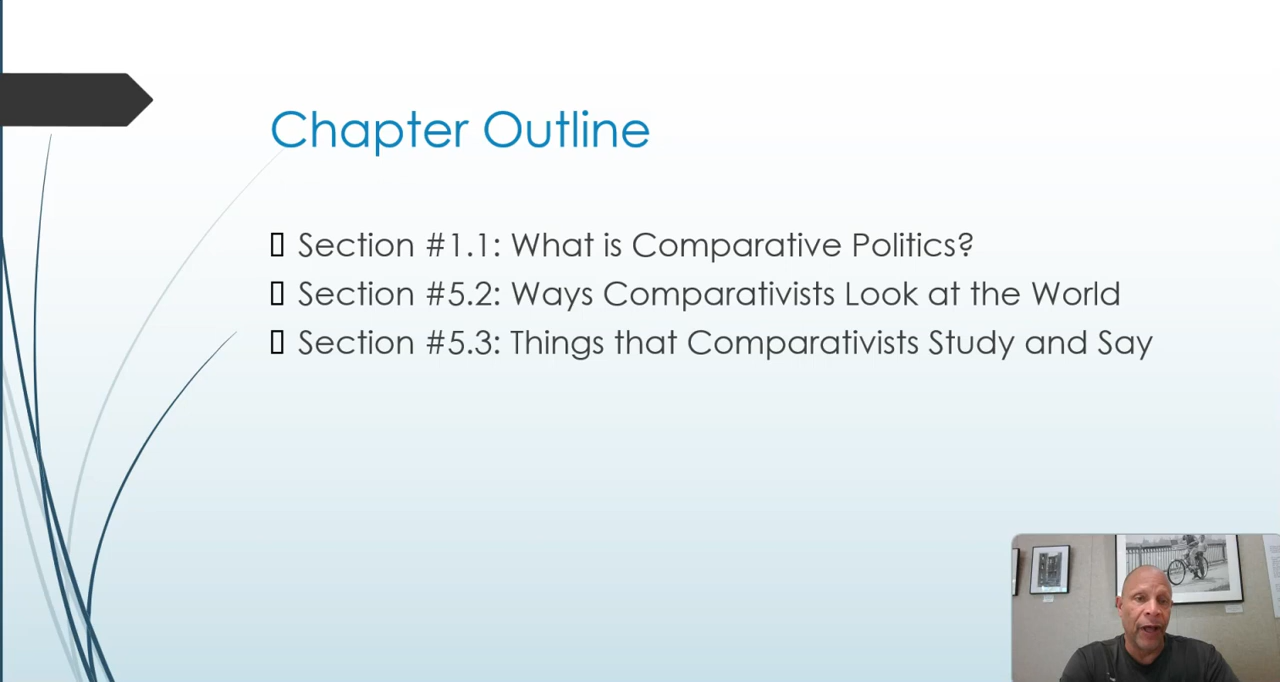 Chapter Outline
Section #1.1: What is Comparative Politics?
Section #5.2: Ways Comparativists Look at the World
Section #5.3: Things that Comparativists Study and Say